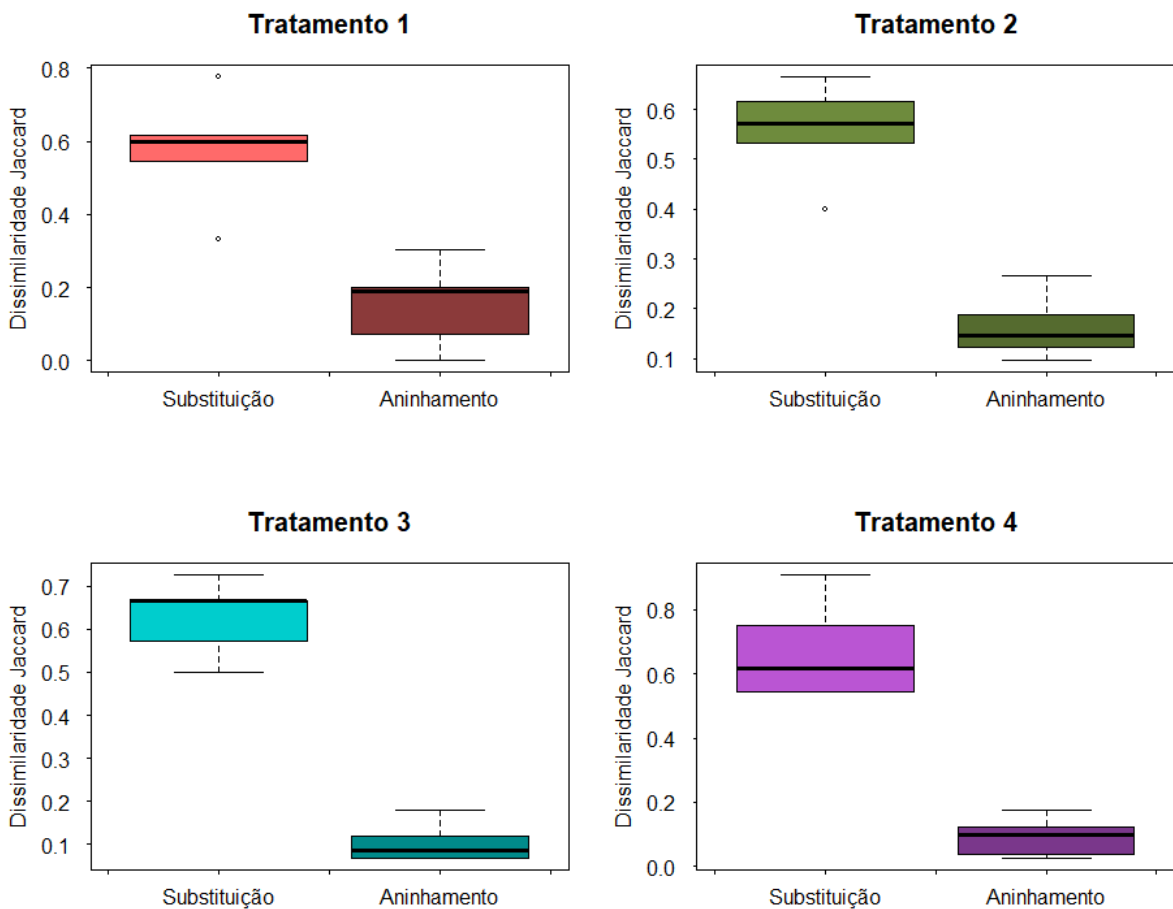 Tratamento 1
Dissimilaridade Jaccard
0.8
0.6
0.4
0.2
0.0
Substituição Aninhamento
Tratamento 2
Dissimilaridade Jaccard
0.6
0.5
0.4
0.3
0.2
0.1
Substituição Aninhamento
Tratamento 3
Dissimilaridade Jaccard
0.7
0.6
0.5
0.4
0.3
0.2
0.1
Substituição Aninhamento
Tratamento 4
Dissimilaridade Jaccard
0.8
0.6
0.4
0.2
0.0
Substituição Aninhamento